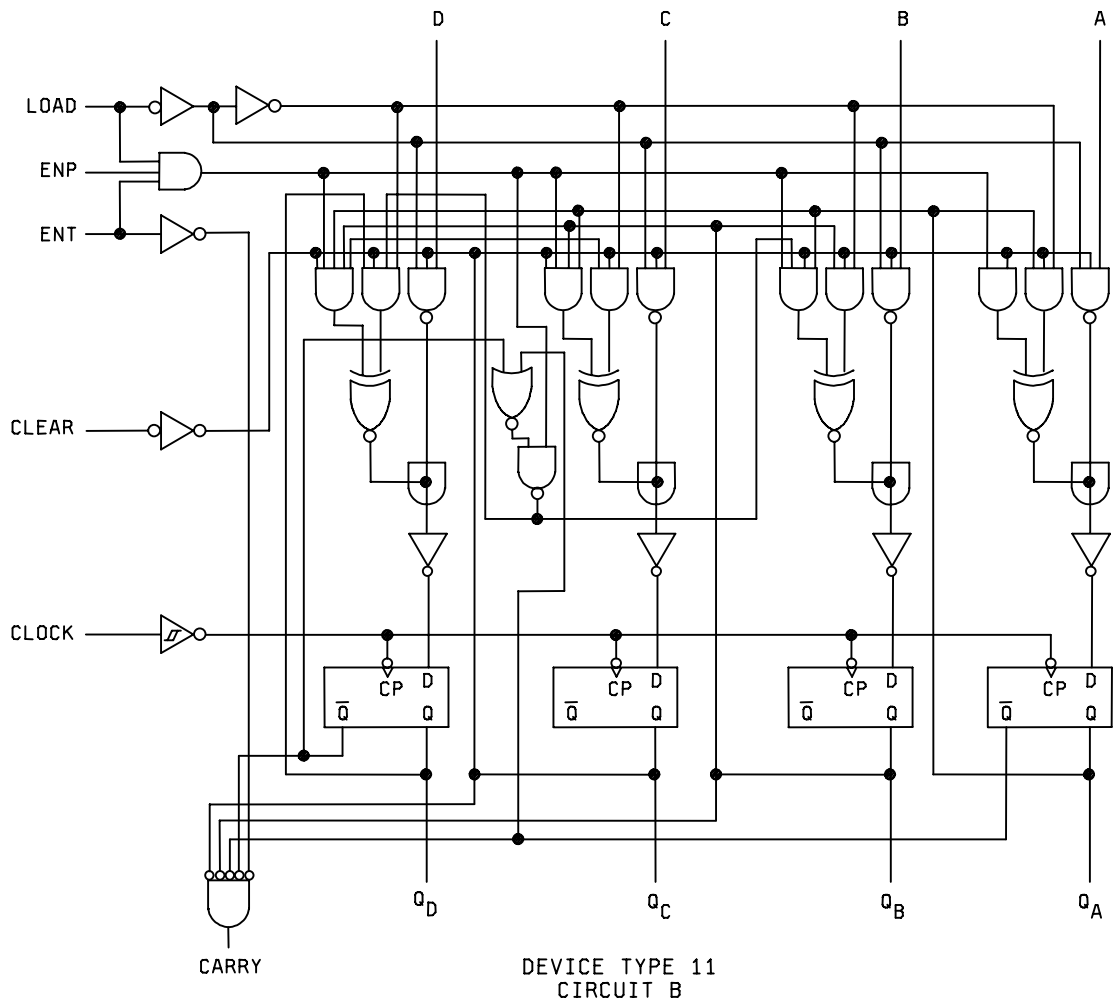 D C B A
LOAD
ENP
ENT
CLEAR
CLOCK
CP D CP D CP D CP D
Q̅ Q Q̅ Q Q̅ Q Q̅ Q
QD QC QB QA
CARRY
DEVICE TYPE 11
CIRCUIT B